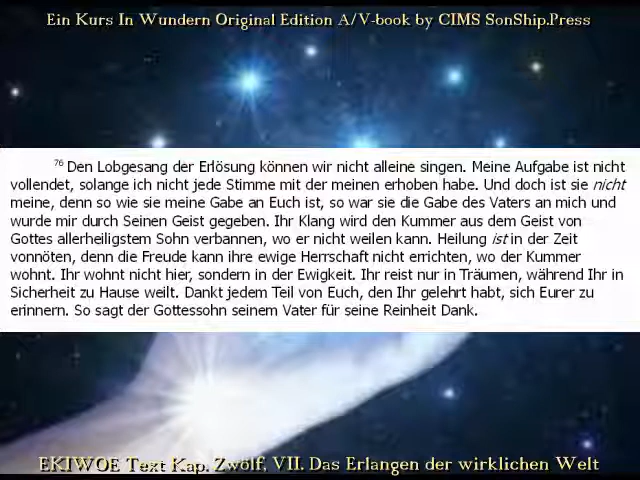 Ein Kurs In Wundern Original Edition A/V-book by CIMS SonShip.Press
76 Den Lobgesang der Erlösung können wir nicht alleine singen. Meine Aufgabe ist nicht
vollendet, solange ich nicht jede Stimme mit der meinen erhoben habe. Und doch ist sie nicht
meine, denn so wie sie meine Gabe an Euch ist, so war sie die Gabe des Vaters an mich und
wurde mir durch Seinen Geist gegeben. Ihr Klang wird den Kummer aus dem Geist von
Gottes allerheiligstem Sohn verbannen, wo er nicht weilen kann. Heilung ist in der Zeit
vonnöten, denn die Freude kann ihre ewige Herrschaft nicht errichten, wo der Kummer
wohnt. Ihr wohnt nicht hier, sondern in der Ewigkeit. Ihr reist nur in Träumen, während Ihr in
Sicherheit zu Hause weilt. Dankt jedem Teil von Euch, den Ihr gelehrt habt, sich Eurer zu
erinnern. So sagt der Gottessohn seinem Vater für seine Reinheit Dank.
EKIWOE Text Kap. Zwölf, VII. Das Erlangen der wirklichen Welt